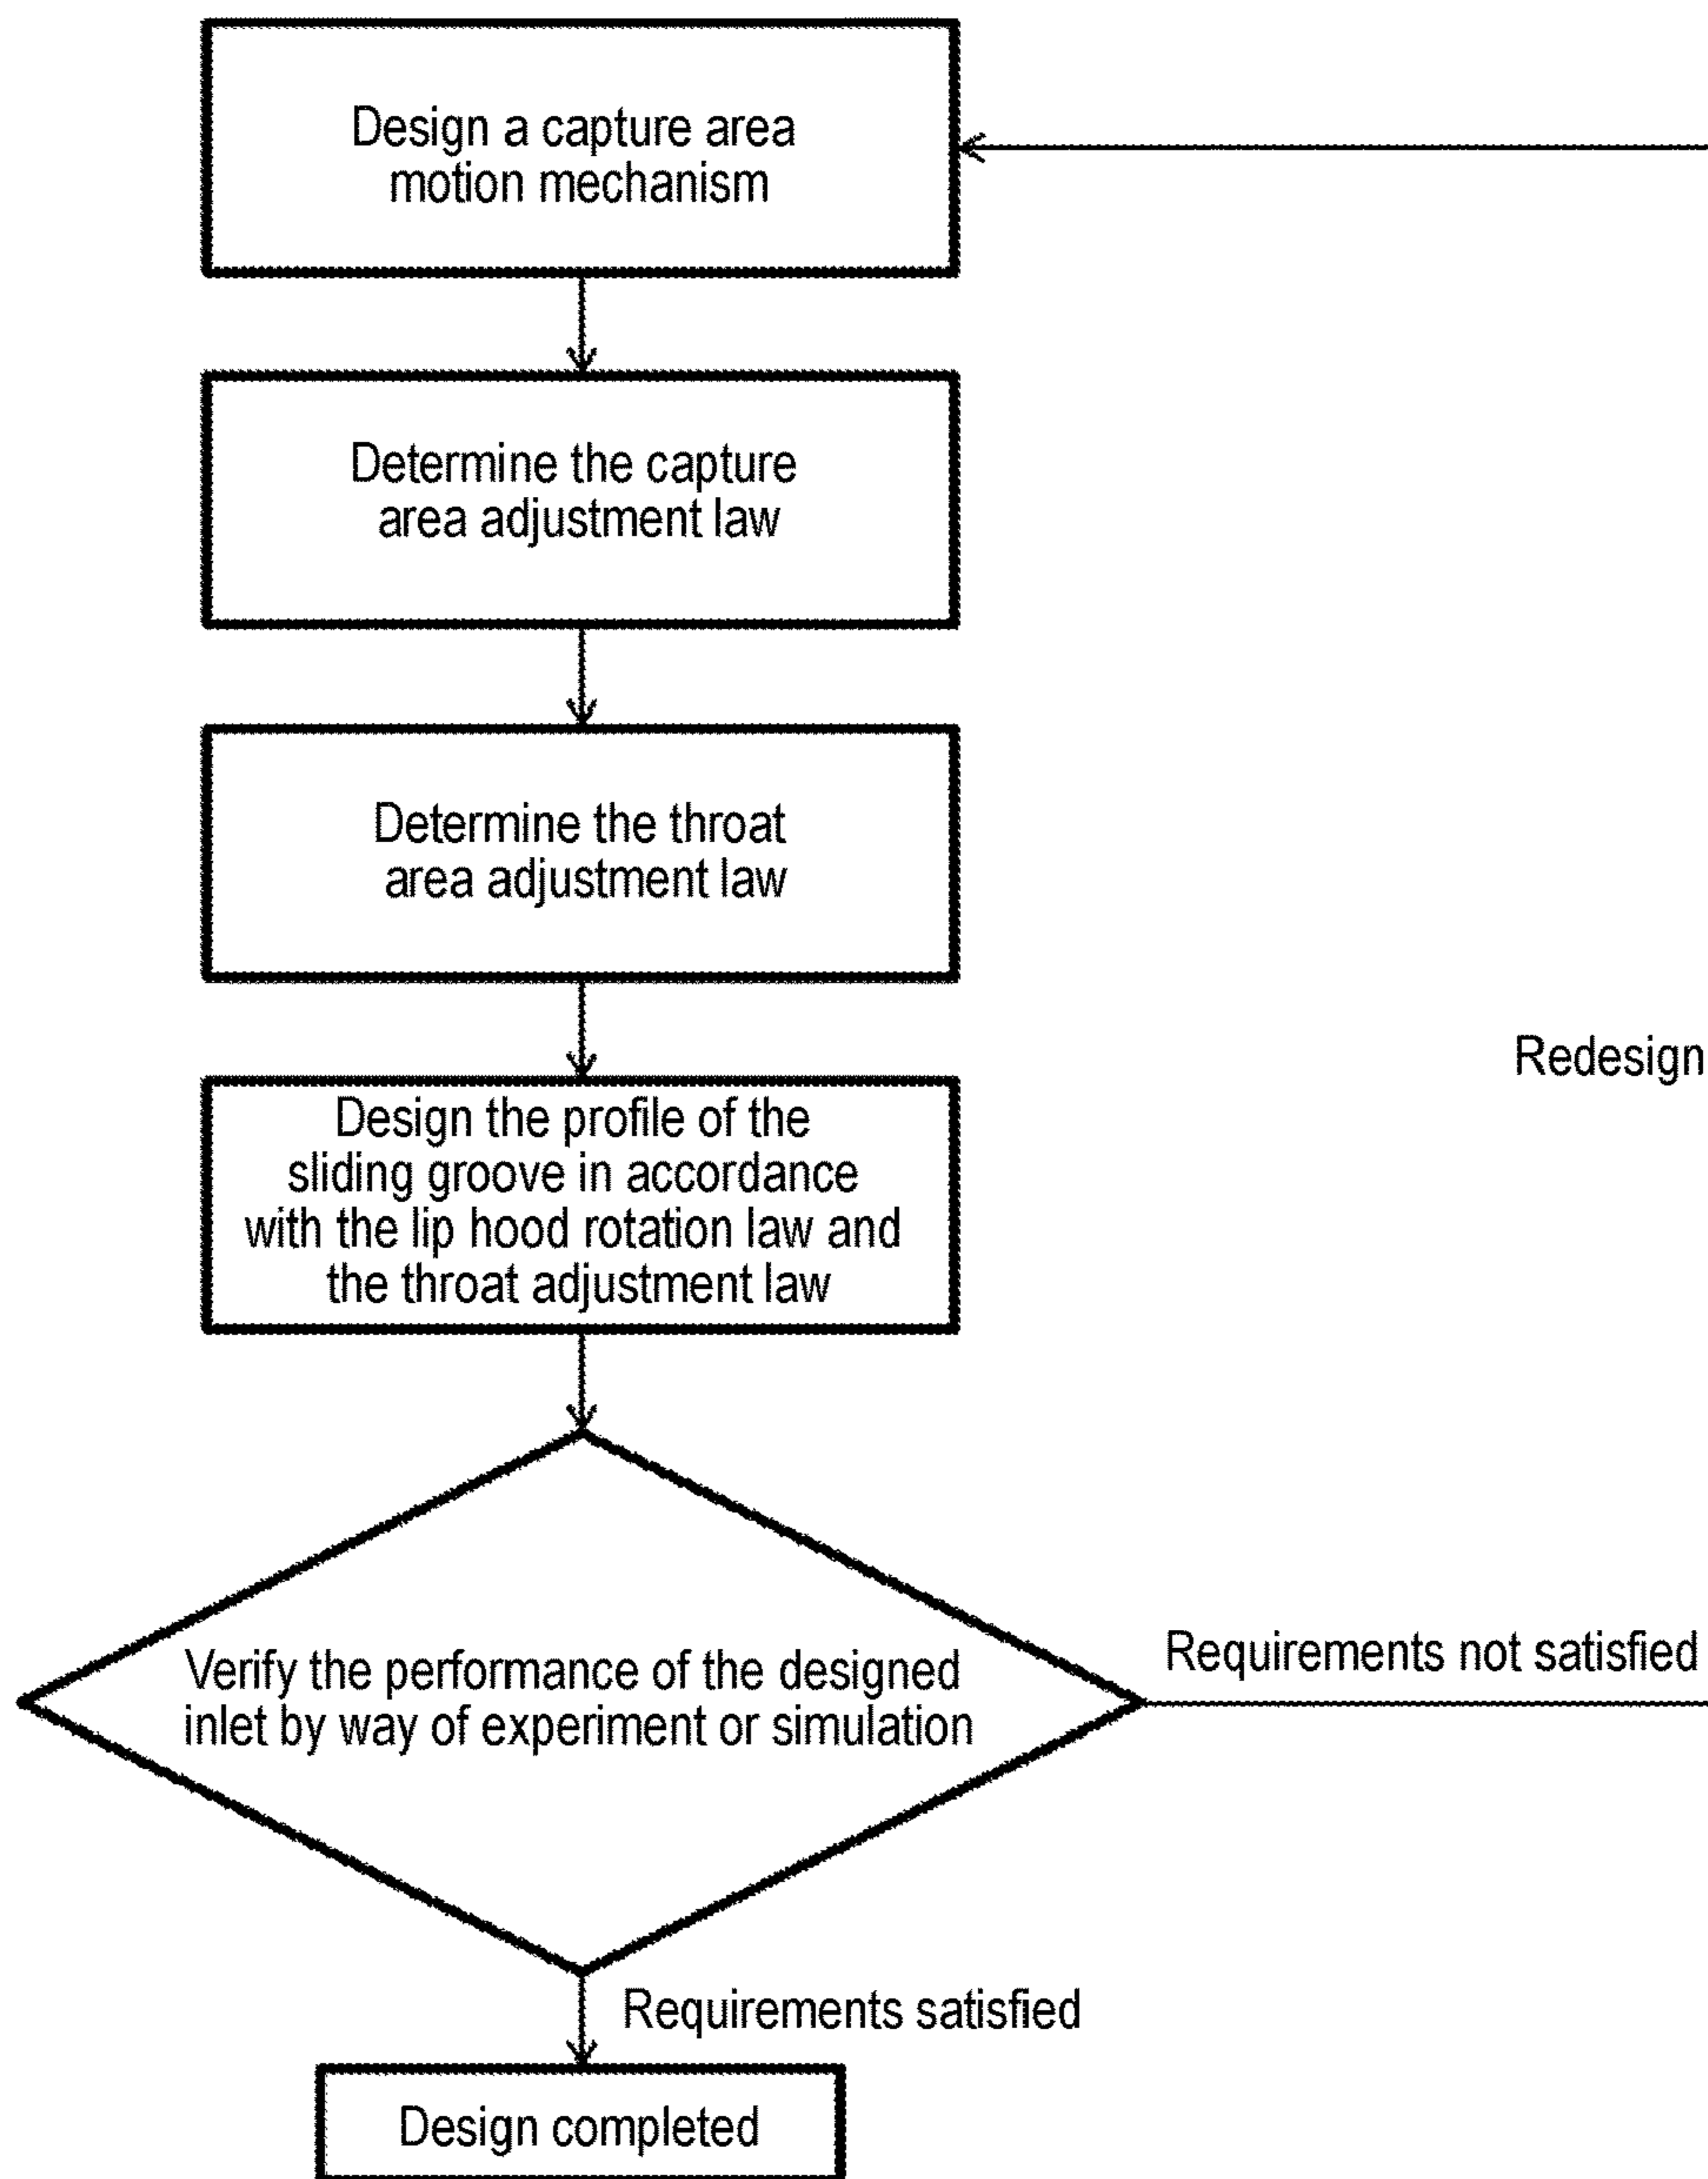 Design a capture area
motion mechanism
Determine the capture
area adjustment law
Determine the throat
area adjustment law
Redesign
Design the profile of the
sliding groove in accordance
with the lip hood rotation law and
the throat adjustment law
Requirements not satisfied
Verify the performance of the designed
inlet by way of experiment or simulation
Requirements satisfied
Design completed